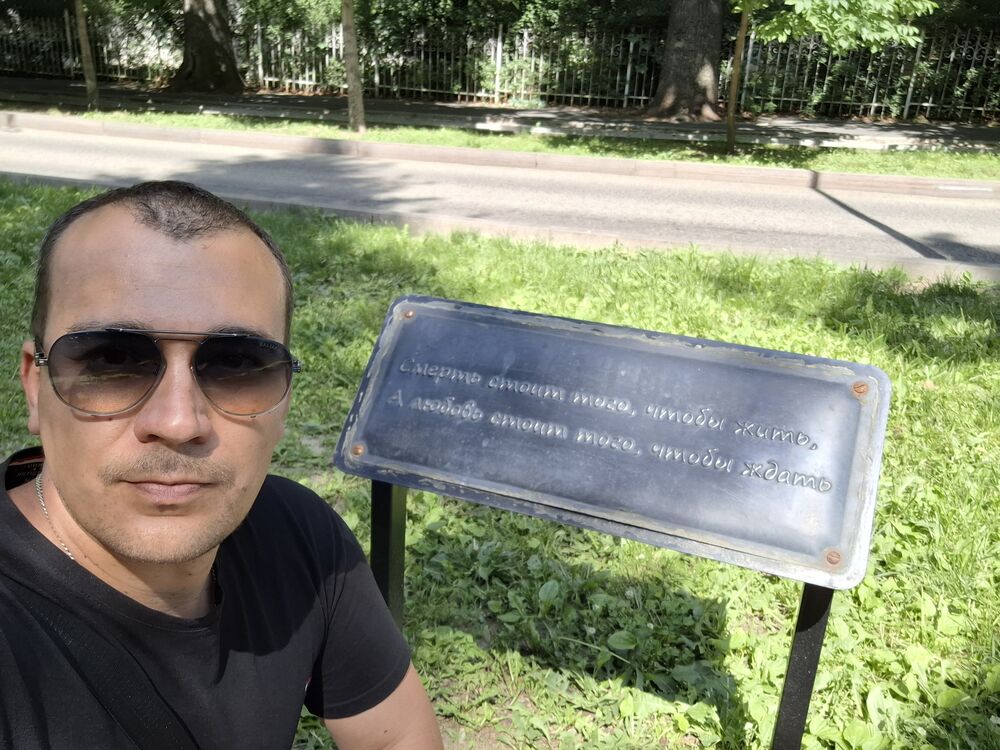 Смерть стоит того, чтобы жить,
А любовь стоит того, чтобы ждать